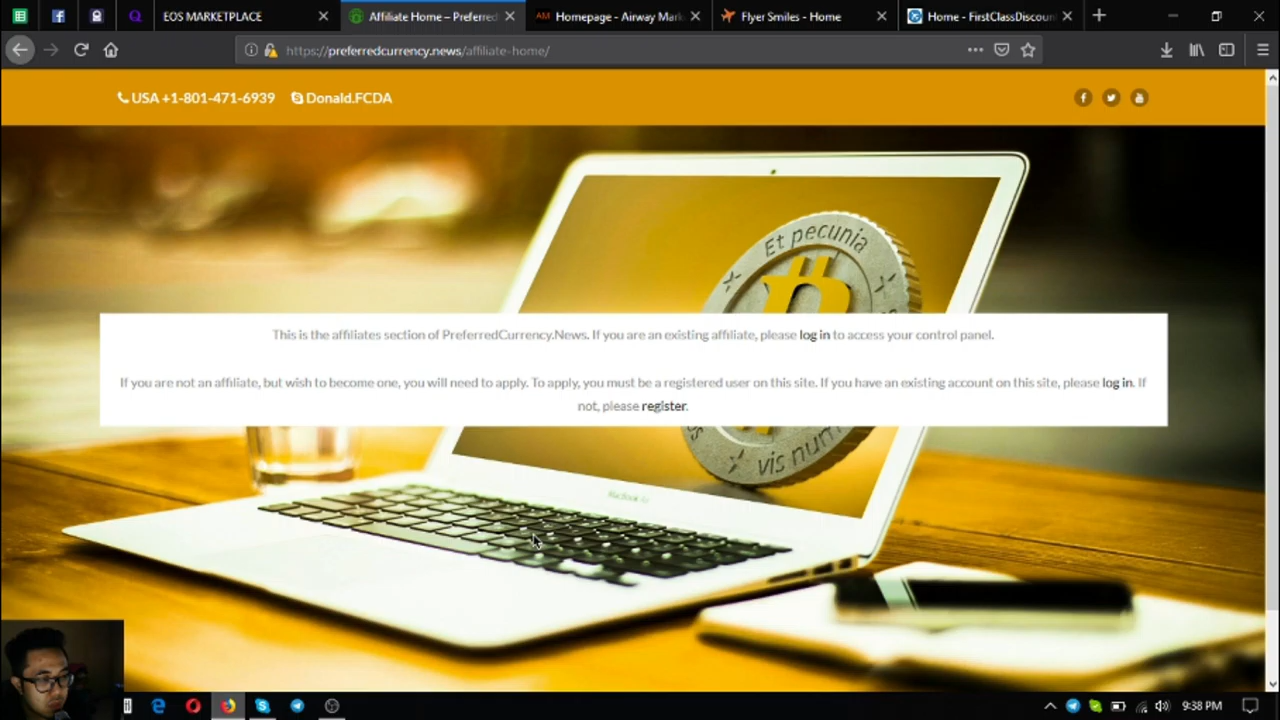 EOS MARKETPLACE
Affiliate Home – Preferred
Homepage - Airway Mark
Flyer Smiles - Home
Home - FirstClassDiscoun
https://preferredcurrency.news/affiliate-home/
USA +1-801-471-6939
Donald.FCDA
Et pecunia
This is the affiliates section of PreferredCurrency.News. If you are an existing affiliate, please log in to access your control panel.
If you are not an affiliate, but wish to become one, you will need to apply. To apply, you must be a registered user on this site. If you have an existing account on this site, please log in. If
not, please register.
vis num
MacBook Air
9:38 PM